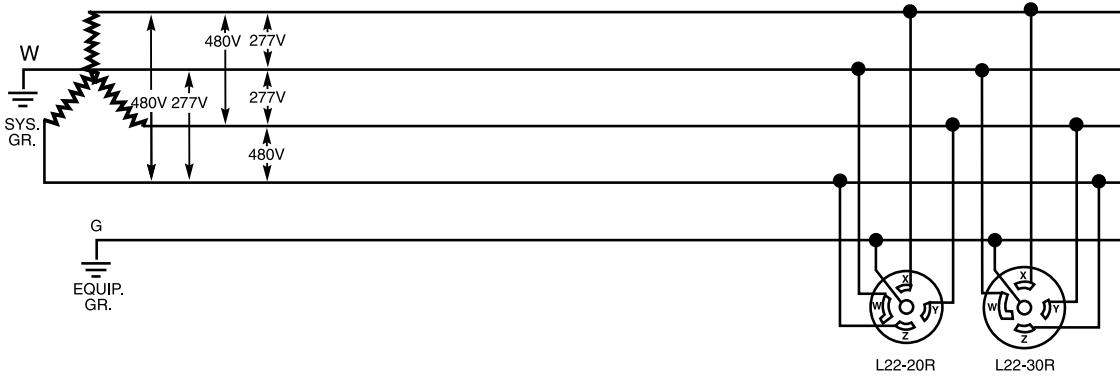 480V 277V
W
277V
480V 277V
SYS.
GR.
480V
G
EQUIP.
GR.
X
W
Y
Z
X
W
Y
Z
L22-20R
L22-30R